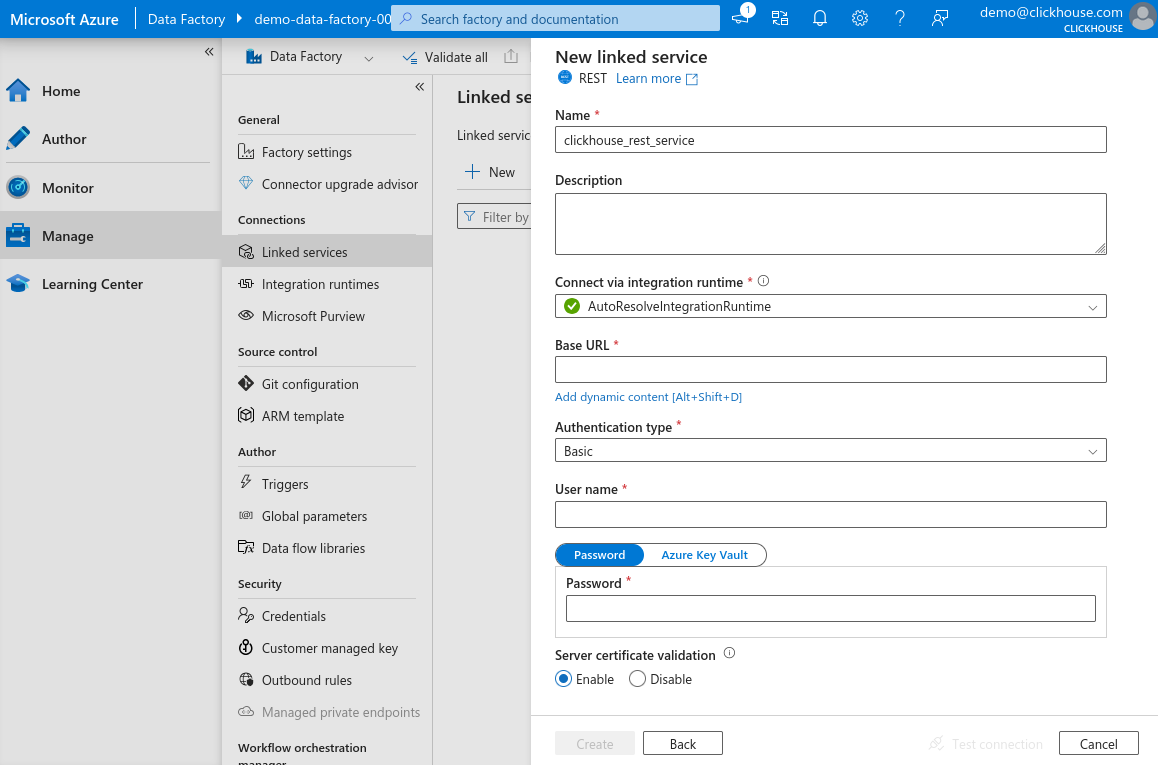 Microsoft Azure
Data Factory
demo-data-factory-00
Search factory and documentation
1
demo@clickhouse.com
CLICKHOUSE
Home
Author
Monitor
Manage
Learning Center
Data Factory
Validate all
General
Factory settings
Connector upgrade advisor
Connections
Linked services
Integration runtimes
Microsoft Purview
Source control
Git configuration
ARM template
Author
Triggers
Global parameters
Data flow libraries
Security
Credentials
Customer managed key
Outbound rules
Managed private endpoints
Workflow orchestration
manager
Linked se
Linked servic
New
Filter by
New linked service
REST Learn more
Name *
clickhouse_rest_service
Description
Connect via integration runtime *
AutoResolveIntegrationRuntime
Base URL *
Add dynamic content [Alt+Shift+D]
Authentication type *
Basic
User name *
Password Azure Key Vault
Password *
Server certificate validation
Enable Disable
Create Back Test connection Cancel